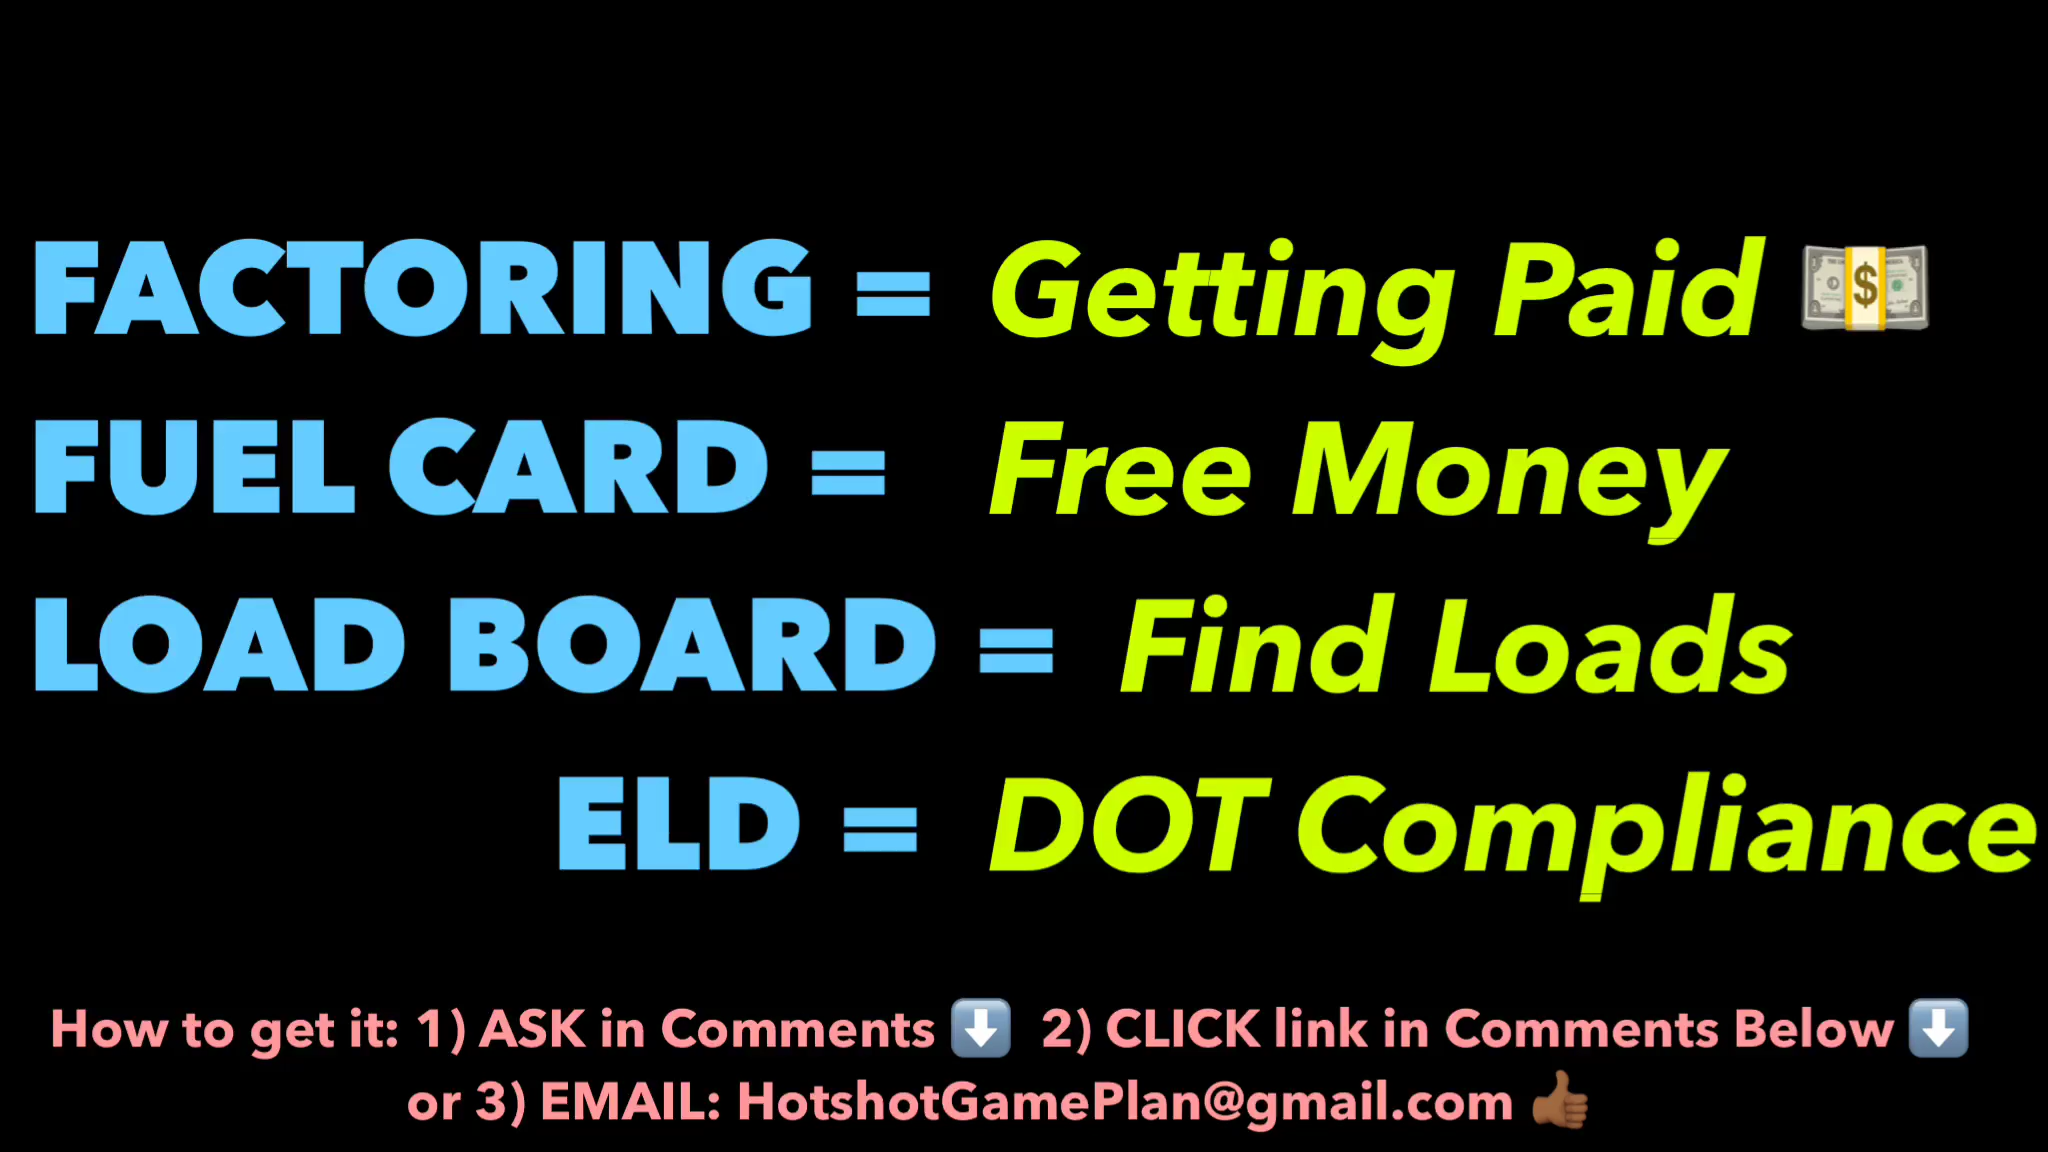 FACTORING = Getting Paid 💵
FUEL CARD = Free Money
LOAD BOARD = Find Loads
ELD = DOT Compliance
How to get it: 1) ASK in Comments ⬇️ 2) CLICK link in Comments Below ⬇️
or 3) EMAIL: HotshotGamePlan@gmail.com 👍🏾